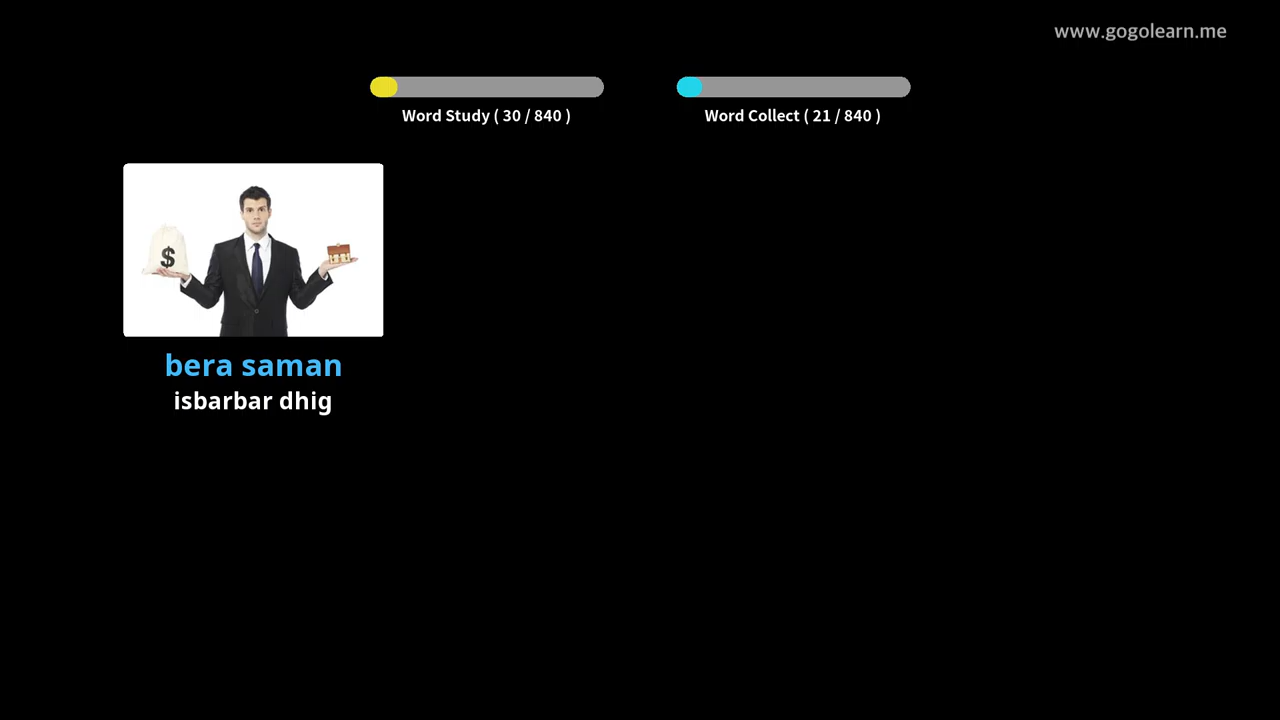 www.gogolearn.me
Word Study ( 30 / 840 )
Word Collect ( 21 / 840 )
$
bera saman
isbarbar dhig